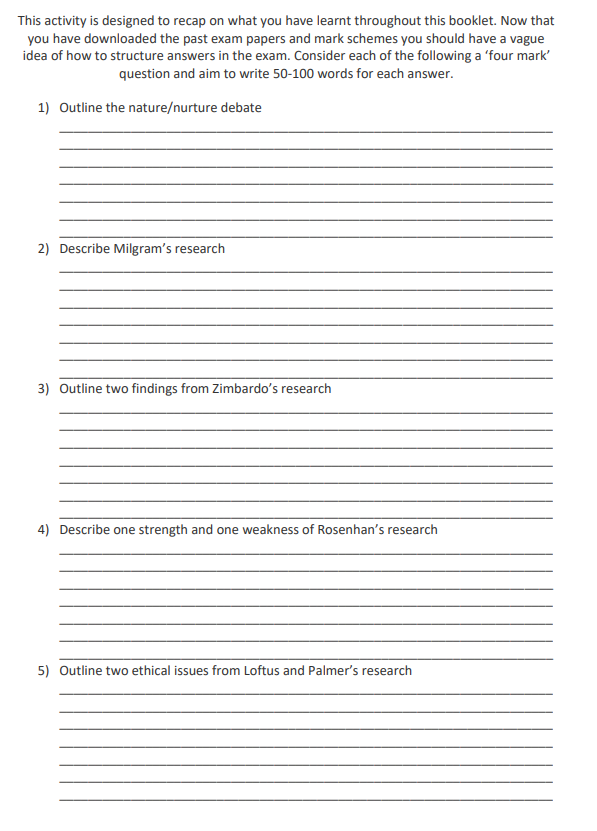 This activity is designed to recap on what you have learnt throughout this booklet. Now that
you have downloaded the past exam papers and mark schemes you should have a vague
idea of how to structure answers in the exam. Consider each of the following a ‘four mark’
question and aim to write 50-100 words for each answer.
1) Outline the nature/nurture debate
2) Describe Milgram’s research
3) Outline two findings from Zimbardo’s research
4) Describe one strength and one weakness of Rosenhan’s research
5) Outline two ethical issues from Loftus and Palmer’s research